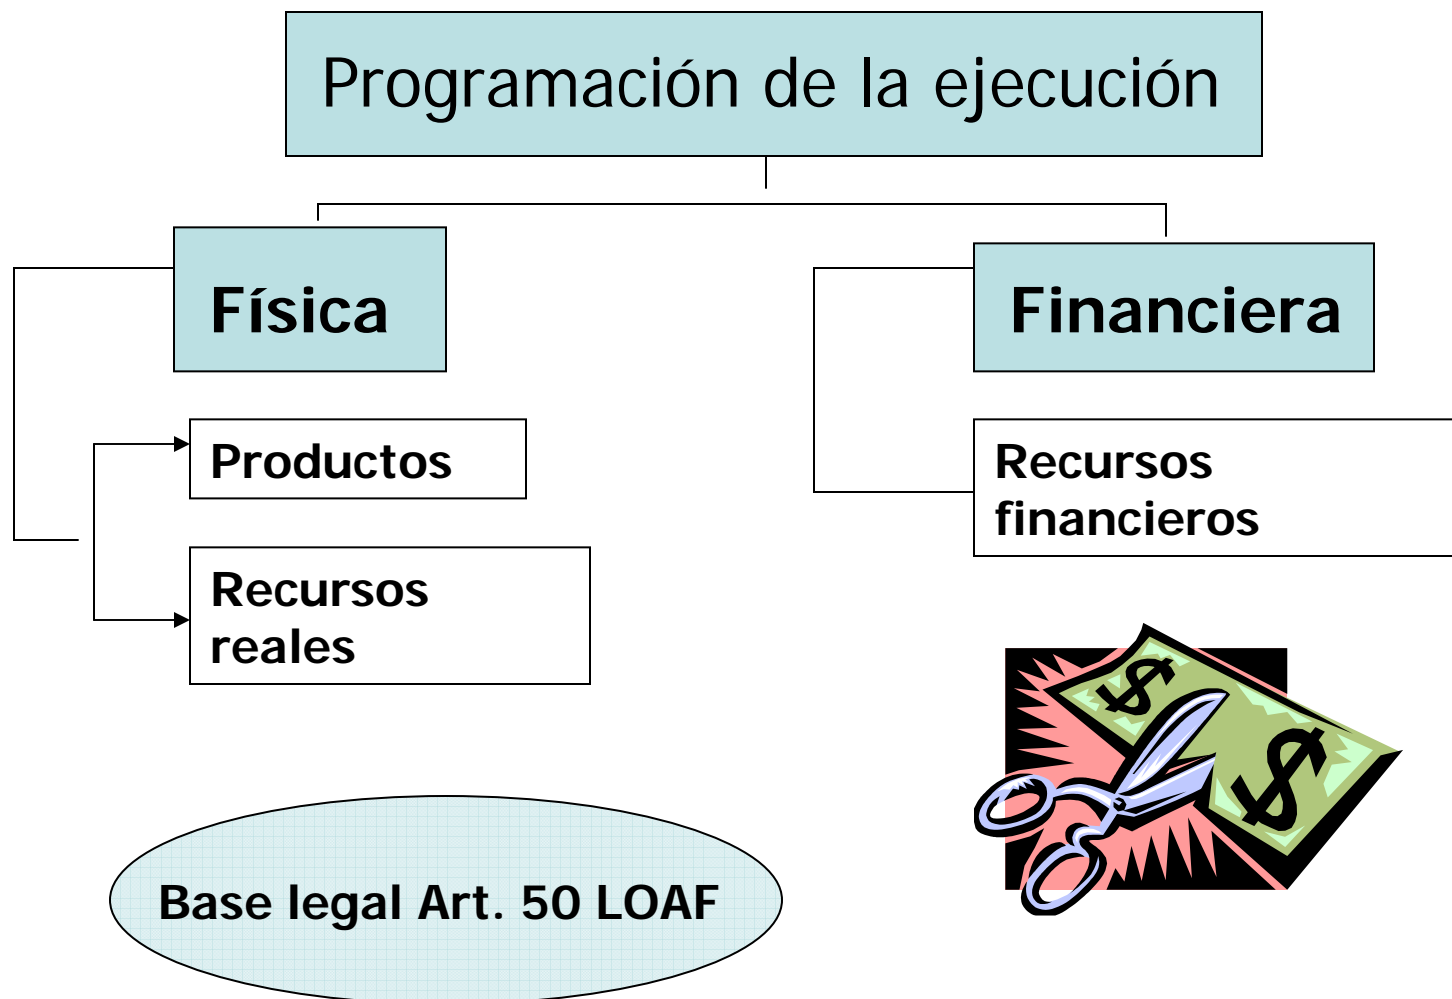 Programación de la ejecución
Física
Financiera
Productos
Recursos
financieros
Recursos
reales
$
$
Base legal Art. 50 LOAF